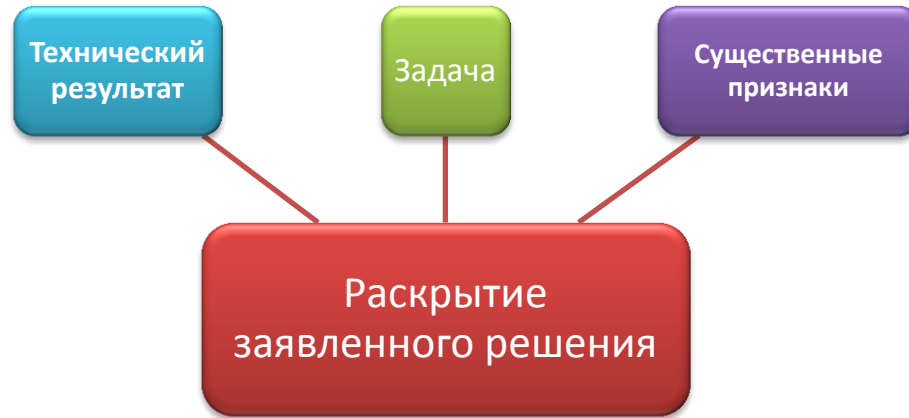 Технический
результат
Задача
Существенные
признаки
Раскрытие
заявленного решения